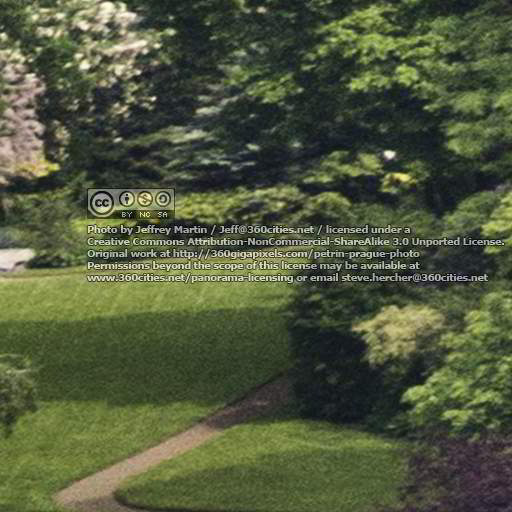 cc BY NC SA
Photo by Jeffrey Martin / Jeff@360cities.net / licensed under a
Creative Commons Attribution-NonCommercial-ShareAlike 3.0 Unported License.
Original work at http://360gigapixels.com/petrin-prague-photo
Permissions beyond the scope of this license may be available at
www.360cities.net/panorama-licensing or email steve.hercher@360cities.net